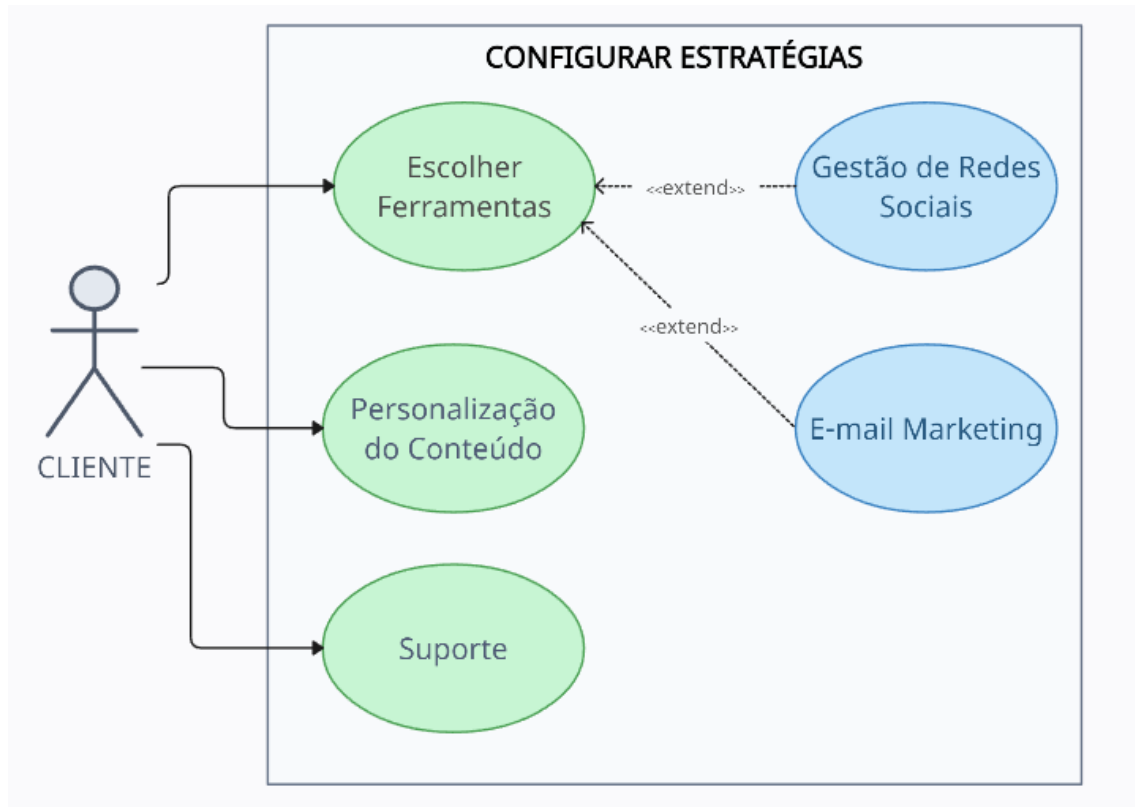 CONFIGURAR ESTRATÉGIAS
Escolher
Ferramentas
<<extend>>
Gestão de Redes
Sociais
<<extend>>
CLIENTE
Personalização
do Conteúdo
E-mail Marketing
Suporte